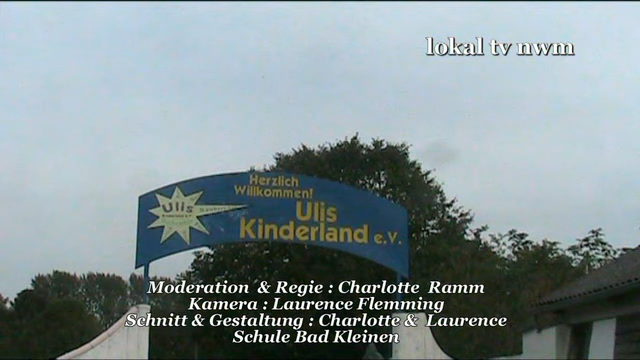 lokal tv nwm
Herzlich
Willkommen!
Ulis
Ulis
Kinderland e.V.
Moderation & Regie : Charlotte Ramm
Kamera : Laurence Flemming
Schnitt & Gestaltung : Charlotte & Laurence
Schule Bad Kleinen